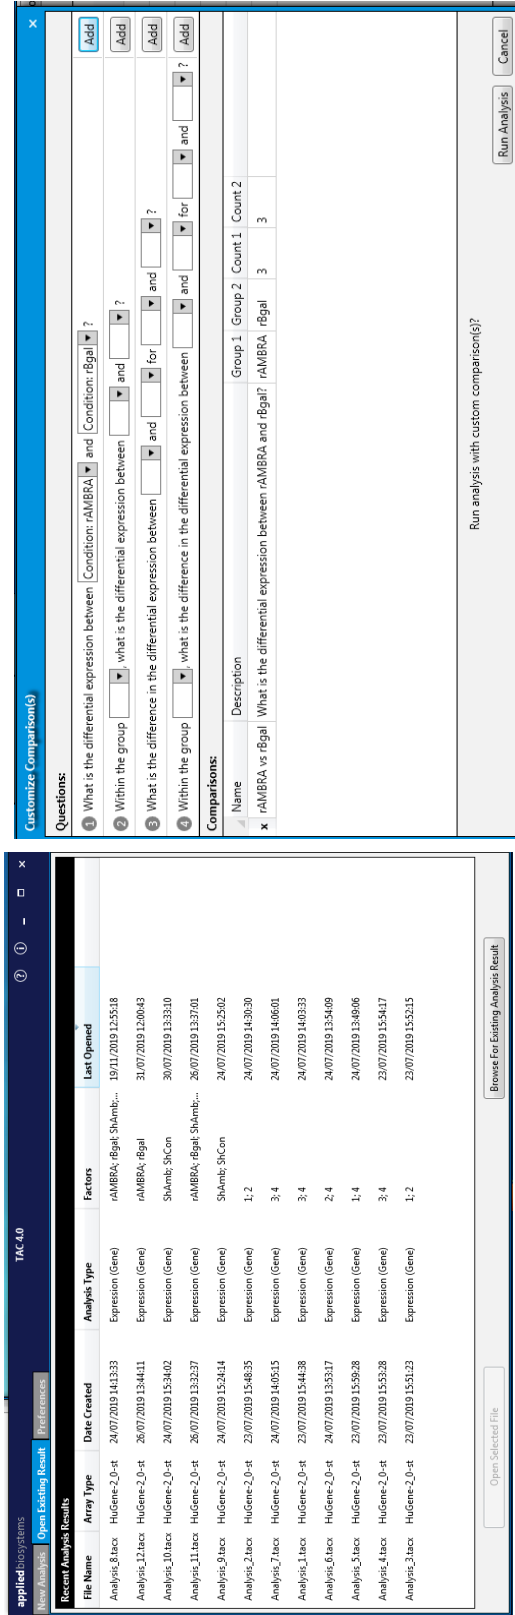 applied biosystems
TAC 4.0
New Analysis Open Existing Result Preferences
Recent Analysis Results
File Name Array Type Date Created Analysis Type Factors Last Opened
Analysis_8.tacx HuGene-2_0-st 24/07/2019 14:13:33 Expression (Gene) rAMBRA; rBgal; ShAmb;... 19/11/2019 12:55:18
Analysis_12.tacx HuGene-2_0-st 26/07/2019 13:44:11 Expression (Gene) rAMBRA; rBgal 31/07/2019 12:00:43
Analysis_10.tacx HuGene-2_0-st 24/07/2019 15:34:02 Expression (Gene) ShAmb; ShCon 30/07/2019 13:33:10
Analysis_11.tacx HuGene-2_0-st 26/07/2019 13:32:37 Expression (Gene) rAMBRA; rBgal; ShAmb;... 26/07/2019 13:37:01
Analysis_9.tacx HuGene-2_0-st 24/07/2019 15:24:14 Expression (Gene) ShAmb; ShCon 24/07/2019 15:25:02
Analysis_2.tacx HuGene-2_0-st 23/07/2019 15:48:35 Expression (Gene) 1; 2 24/07/2019 14:30:30
Analysis_7.tacx HuGene-2_0-st 24/07/2019 14:05:15 Expression (Gene) 3; 4 24/07/2019 14:06:01
Analysis_1.tacx HuGene-2_0-st 23/07/2019 15:44:38 Expression (Gene) 3; 4 24/07/2019 14:03:33
Analysis_6.tacx HuGene-2_0-st 24/07/2019 13:53:17 Expression (Gene) 2; 4 24/07/2019 13:54:09
Analysis_5.tacx HuGene-2_0-st 23/07/2019 15:59:28 Expression (Gene) 1; 4 24/07/2019 13:49:06
Analysis_4.tacx HuGene-2_0-st 23/07/2019 15:53:28 Expression (Gene) 3; 4 23/07/2019 15:54:17
Analysis_3.tacx HuGene-2_0-st 23/07/2019 15:51:23 Expression (Gene) 1; 2 23/07/2019 15:52:15
Open Selected File Browse For Existing Analysis Result
Customize Comparison(s)
Questions:
1 What is the differential expression between Condition: rAMBRA and Condition: rBgal ? Add
2 Within the group , what is the differential expression between and ? Add
3 What is the difference in the differential expression between and for and ? Add
4 Within the group , what is the difference in the differential expression between and for and ? Add
Comparisons:
Name Description Group 1 Group 2 Count 1 Count 2
x rAMBRA vs rBgal What is the differential expression between rAMBRA and rBgal? rAMBRA rBgal 3 3
Run analysis with custom comparison(s)?
Run Analysis Cancel